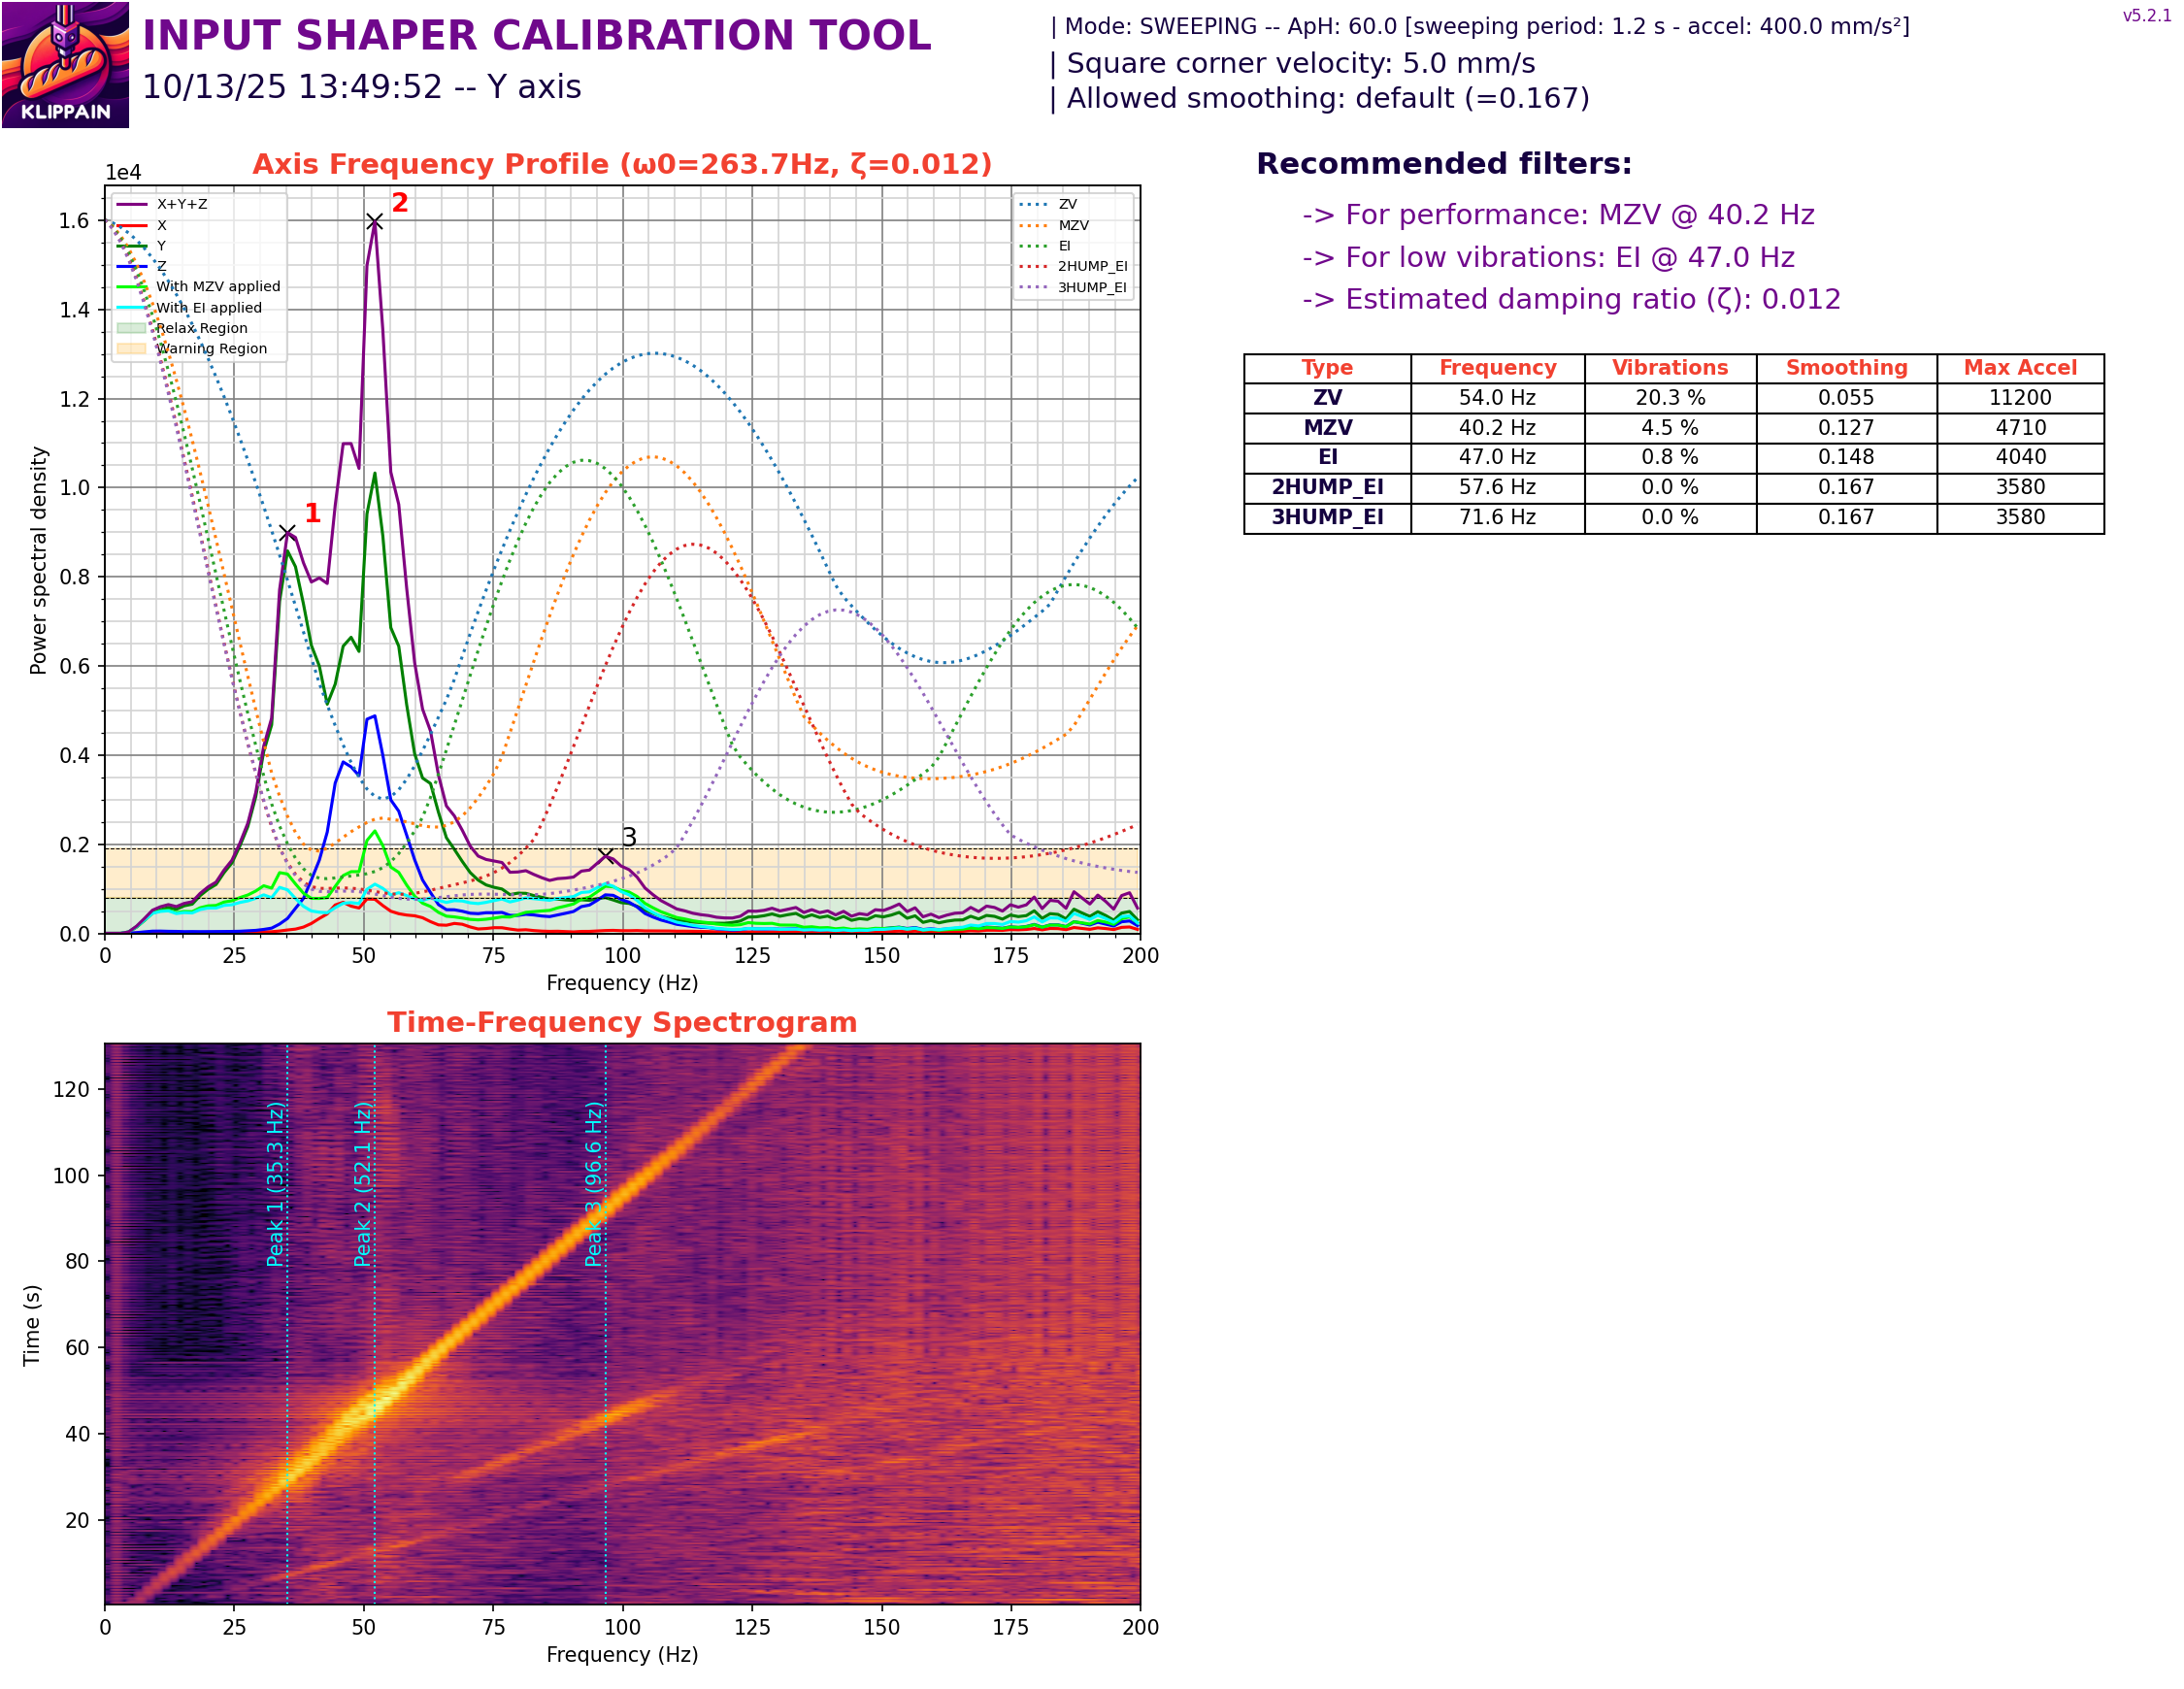 KLIPPAIN
INPUT SHAPER CALIBRATION TOOL
10/13/25 13:49:52 -- Y axis
| Mode: SWEEPING -- ApH: 60.0 [sweeping period: 1.2 s - accel: 400.0 mm/s²]
| Square corner velocity: 5.0 mm/s
| Allowed smoothing: default (=0.167)
v5.2.1
Axis Frequency Profile (ω0=263.7Hz, ζ=0.012)
1e4
Power spectral density
1.6
1.4
1.2
1.0
0.8
0.6
0.4
0.2
0.0
X+Y+Z
X
Y
Z
With MZV applied
With EI applied
Relax Region
Warning Region
ZV
MZV
EI
2HUMP_EI
3HUMP_EI
1
2
3
0 25 50 75 100 125 150 175 200
Frequency (Hz)
Recommended filters:
-> For performance: MZV @ 40.2 Hz
-> For low vibrations: EI @ 47.0 Hz
-> Estimated damping ratio (ζ): 0.012
Type Frequency Vibrations Smoothing Max Accel
ZV 54.0 Hz 20.3 % 0.055 11200
MZV 40.2 Hz 4.5 % 0.127 4710
EI 47.0 Hz 0.8 % 0.148 4040
2HUMP_EI 57.6 Hz 0.0 % 0.167 3580
3HUMP_EI 71.6 Hz 0.0 % 0.167 3580
Time-Frequency Spectrogram
Time (s)
120
100
80
60
40
20
Peak 1 (35.3 Hz)
Peak 2 (52.1 Hz)
Peak 3 (96.6 Hz)
0 25 50 75 100 125 150 175 200
Frequency (Hz)